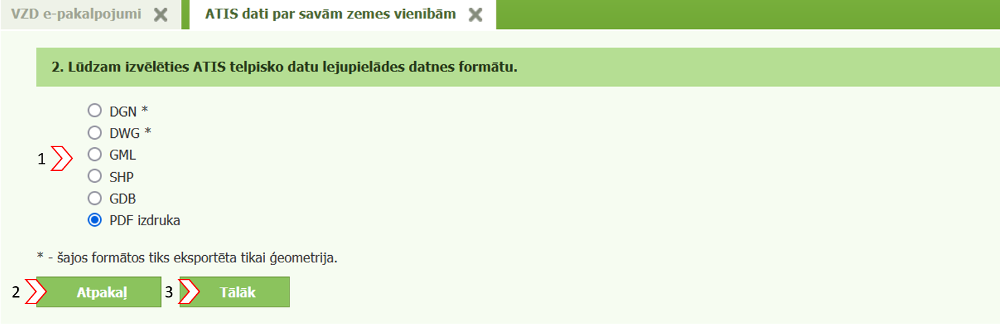 VZD e-pakalpojumi ATIS dati par savām zemes vienībām
2. Lūdzam izvēlēties ATIS telpisko datu lejupielādes datnes formātu.
DGN *
DWG *
1 GML
SHP
GDB
PDF izdruka
* - šajos formātos tiks eksportēta tikai ģeometrija.
2 Atpakaļ 3 Tālāk